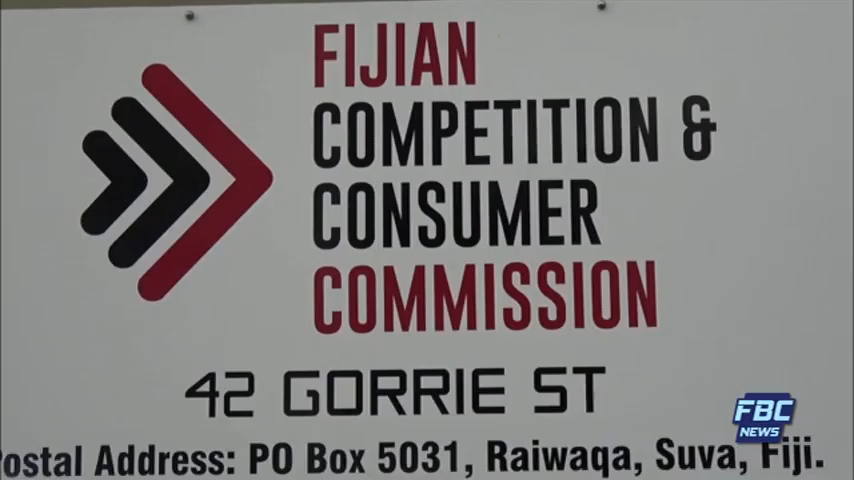 FIJIAN
COMPETITION &
CONSUMER
COMMISSION
42 GORRIE ST
FBC
NEWS
ostal Address: PO Box 5031, Raiwaqa, Suva, Fiji.